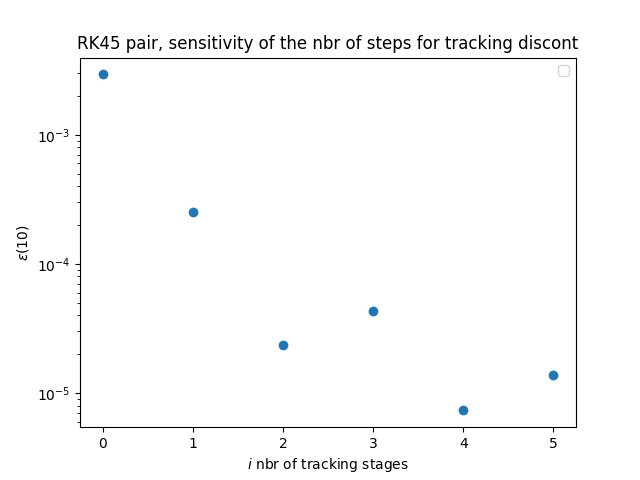 RK45 pair, sensitivity of the nbr of steps for tracking discont
10⁻³
10⁻⁴
10⁻⁵
ε(10)
0 1 2 3 4 5
i nbr of tracking stages